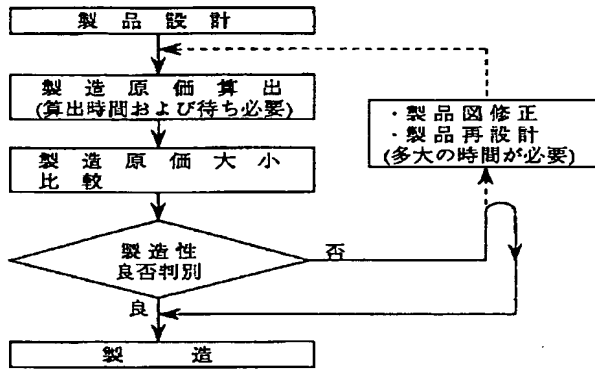 製品設計
製造原価算出
(算出時間および待ち必要)
製造原価大小
比較
・製品図修正
・製品再設計
(多大の時間が必要)
製造性
良否判別
否
良
製造